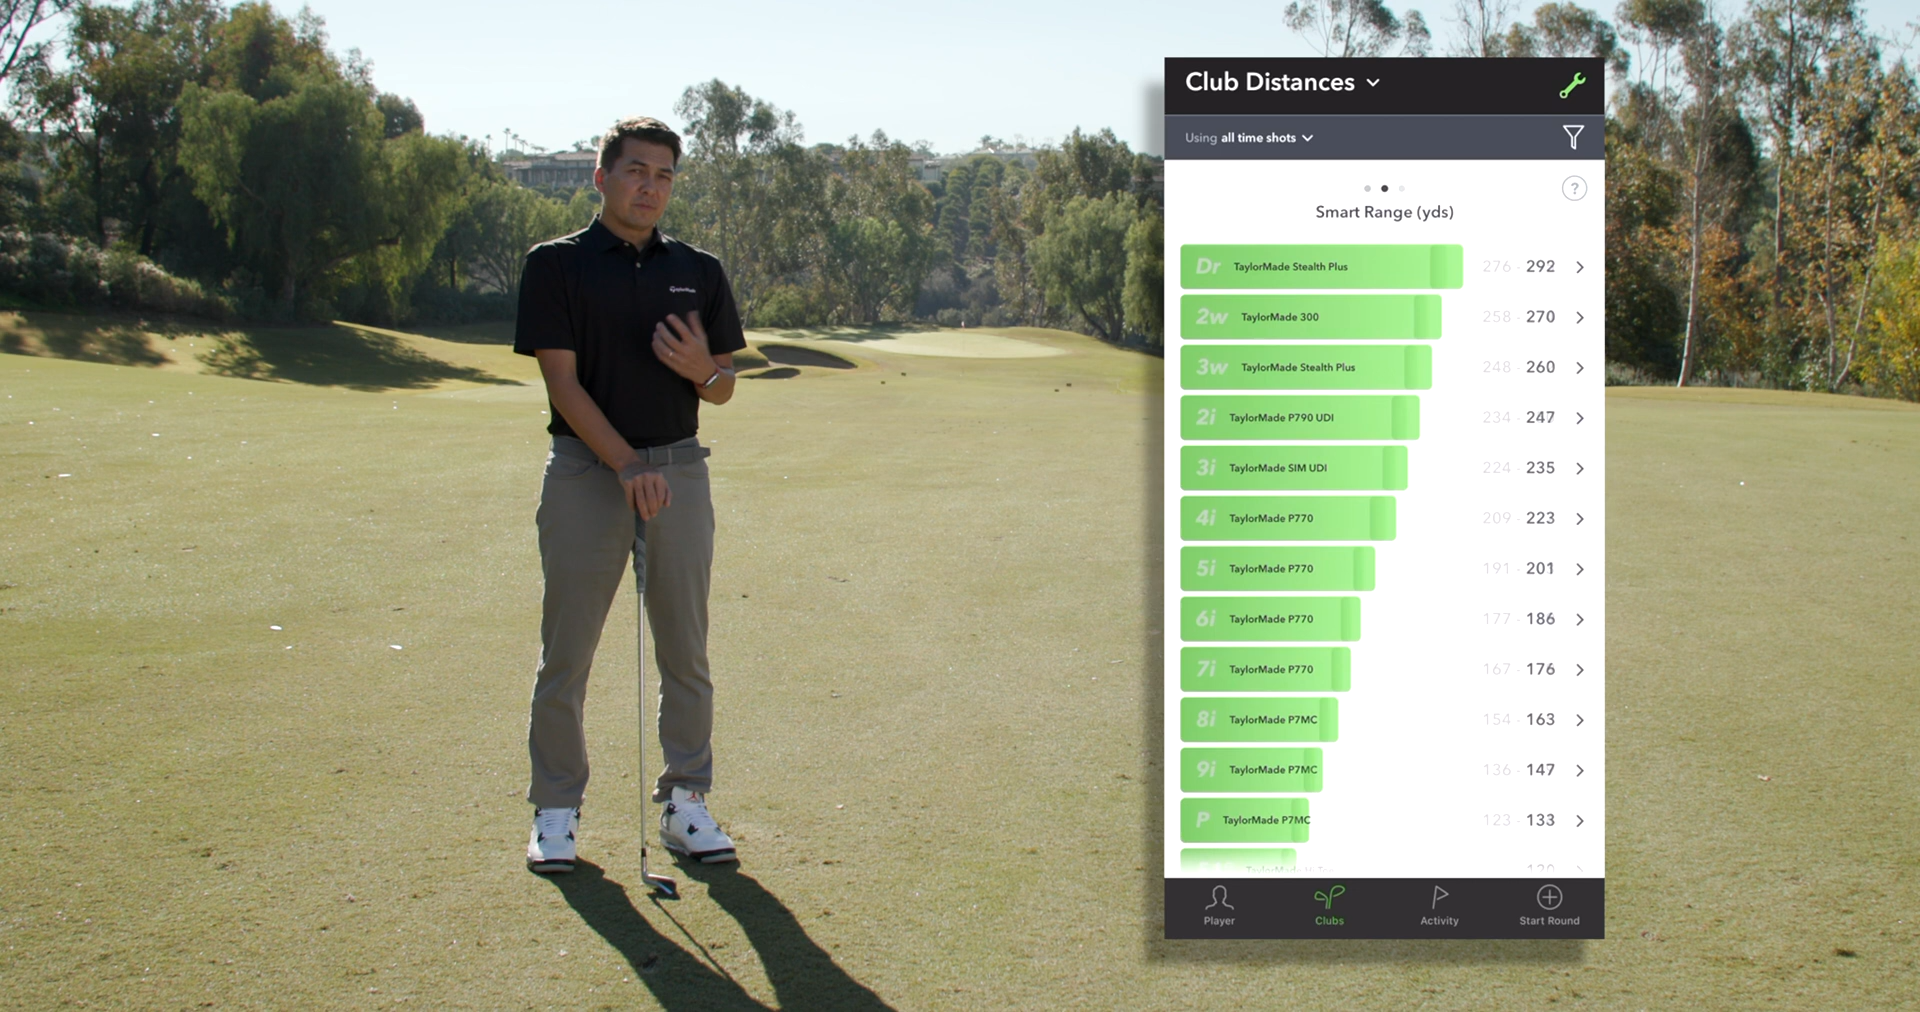 TaylorMade
Club Distances
Using all time shots
?
Smart Range (yds)
Dr TaylorMade Stealth Plus 276 - 292
2w TaylorMade 300 258 - 270
3w TaylorMade Stealth Plus 248 - 260
2i TaylorMade P790 UDI 234 - 247
3i TaylorMade SIM UDI 224 - 235
4i TaylorMade P770 209 - 223
5i TaylorMade P770 191 - 201
6i TaylorMade P770 177 - 186
7i TaylorMade P770 167 - 176
8i TaylorMade P7MC 154 - 163
9i TaylorMade P7MC 136 - 147
P TaylorMade P7MC 123 - 133
TaylorMade
Player Clubs Activity Start Round